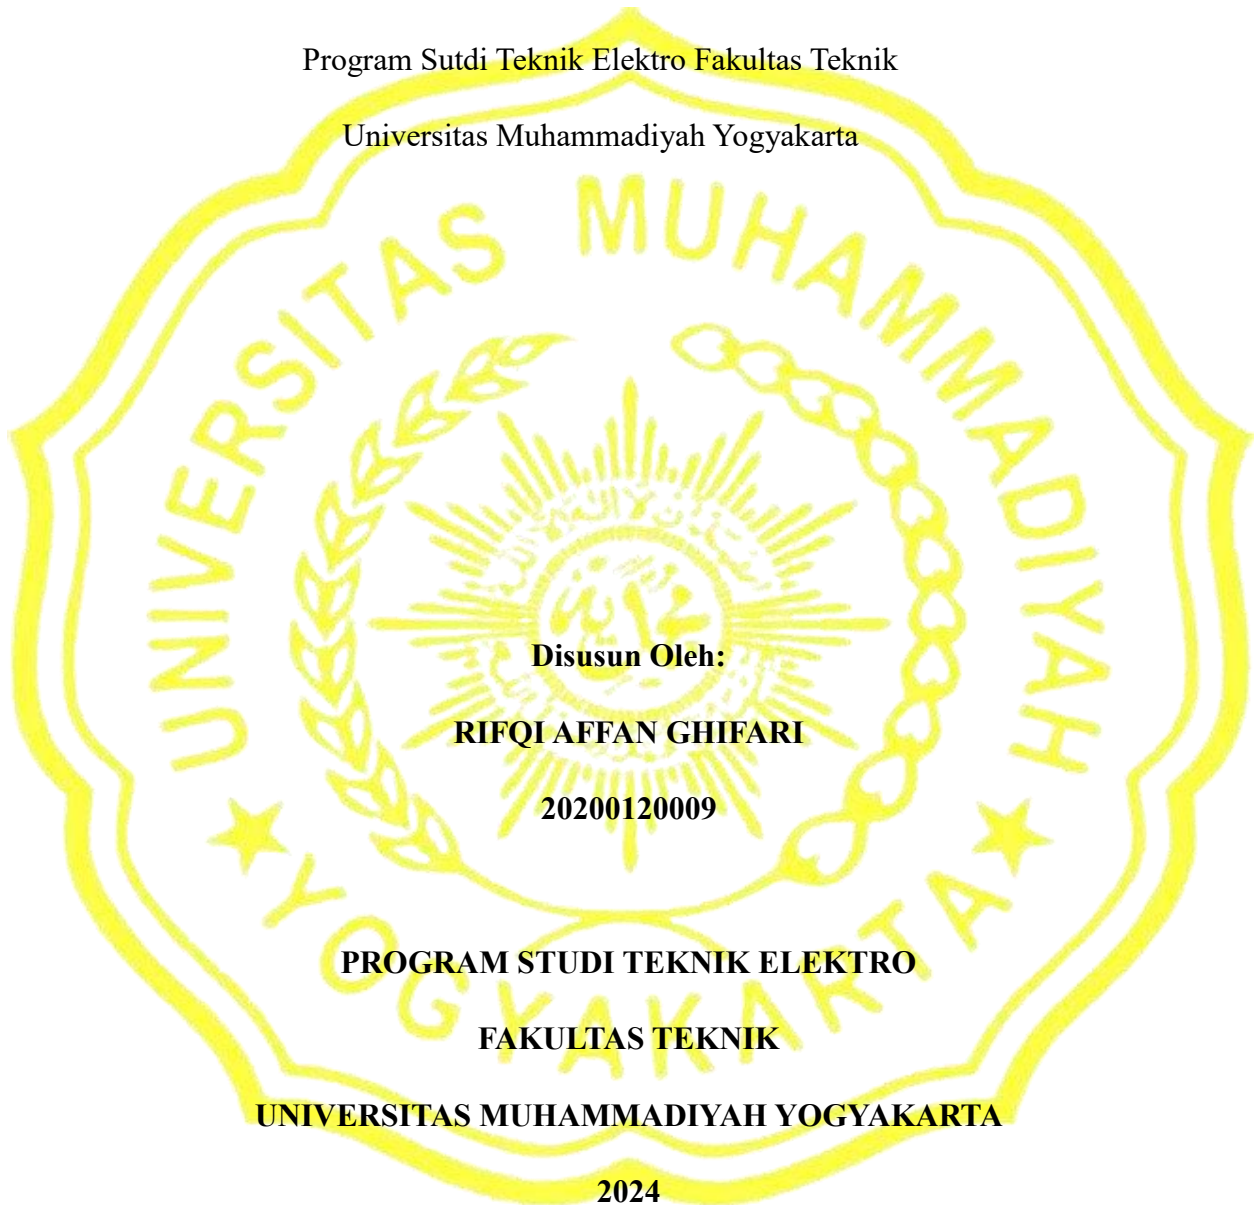 Program Sutdi Teknik Elektro Fakultas Teknik
Universitas Muhammadiyah Yogyakarta
UNIVERSITAS MUHAMMADIYAH
YOGYAKARTA
Disusun Oleh:
RIFQI AFFAN GHIFARI
20200120009
PROGRAM STUDI TEKNIK ELEKTRO
FAKULTAS TEKNIK
UNIVERSITAS MUHAMMADIYAH YOGYAKARTA
2024